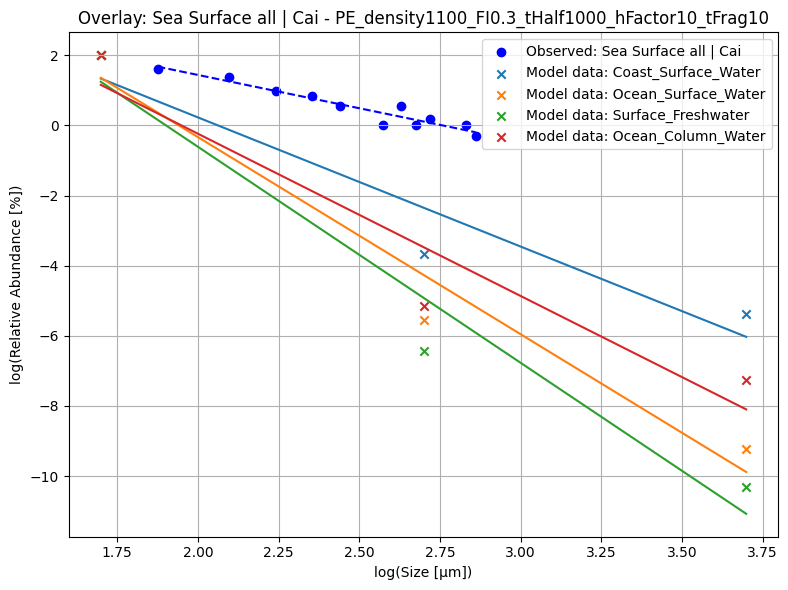 Overlay: Sea Surface all | Cai - PE_density1100_FI0.3_tHalf1000_hFactor10_tFrag10
Observed: Sea Surface all | Cai
Model data: Coast_Surface_Water
Model data: Ocean_Surface_Water
Model data: Surface_Freshwater
Model data: Ocean_Column_Water
log(Relative Abundance [%])
2
0
−2
−4
−6
−8
−10
1.75
2.00
2.25
2.50
2.75
3.00
3.25
3.50
3.75
log(Size [μm])